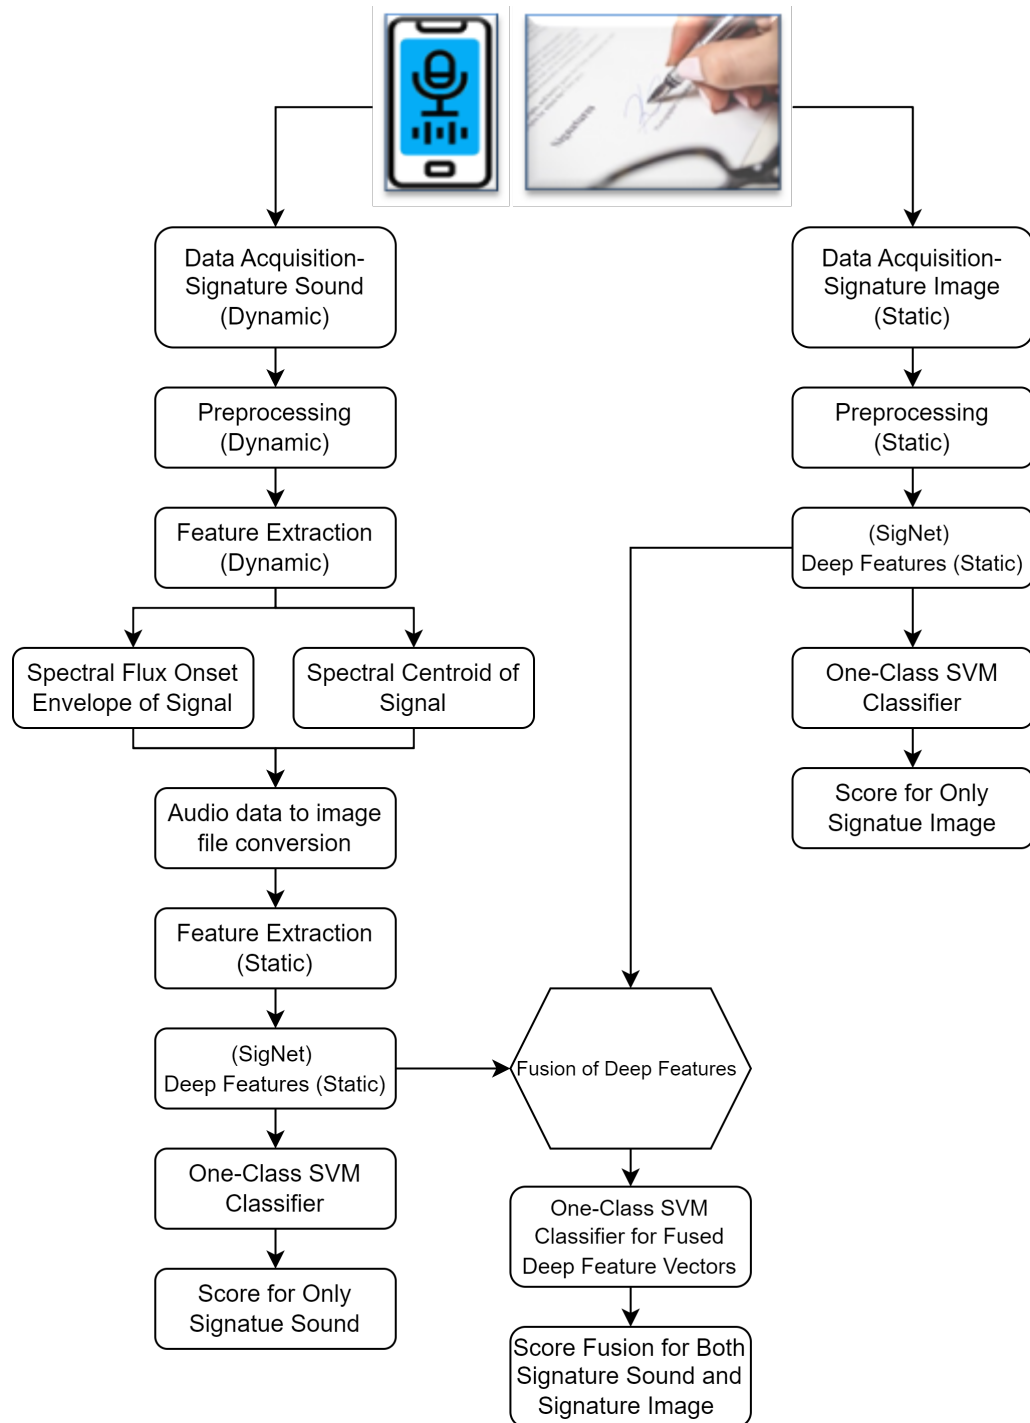 Signature
Data Acquisition-
Signature Sound
(Dynamic)
Data Acquisition-
Signature Image
(Static)
Preprocessing
(Dynamic)
Preprocessing
(Static)
Feature Extraction
(Dynamic)
(SigNet)
Deep Features (Static)
Spectral Flux Onset
Envelope of Signal
Spectral Centroid of
Signal
One-Class SVM
Classifier
Audio data to image
file conversion
Score for Only
Signatue Image
Feature Extraction
(Static)
(SigNet)
Deep Features (Static)
Fusion of Deep Features
One-Class SVM
Classifier
One-Class SVM
Classifier for Fused
Deep Feature Vectors
Score for Only
Signatue Sound
Score Fusion for Both
Signature Sound and
Signature Image